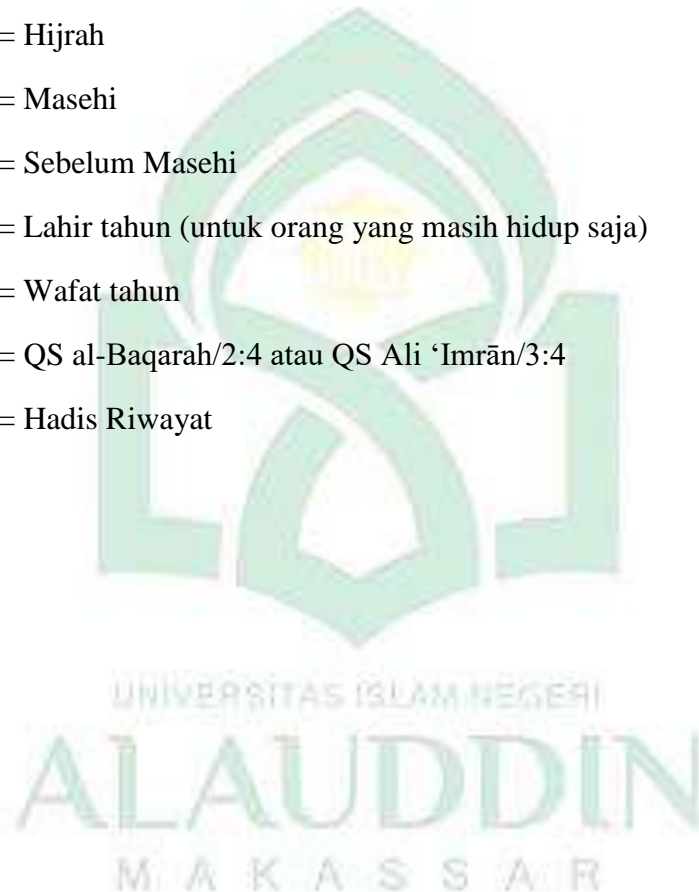 = Hijrah
= Masehi
= Sebelum Masehi
= Lahir tahun (untuk orang yang masih hidup saja)
= Wafat tahun
= QS al-Baqarah/2:4 atau QS Ali ‘Imrān/3:4
= Hadis Riwayat
UNIVERSITAS ISLAM NEGERI
ALAUDDIN
MAKASSAR